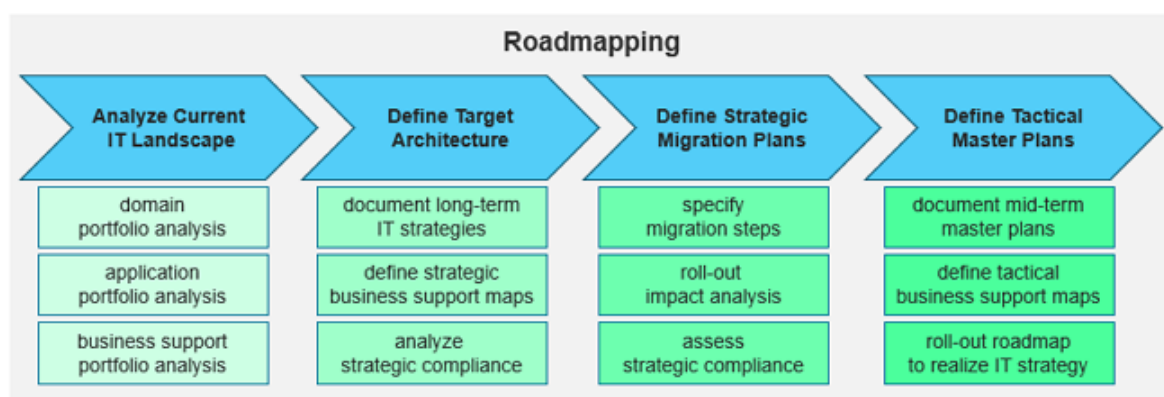 Roadmapping
Analyze Current
IT Landscape
Define Target
Architecture
Define Strategic
Migration Plans
Define Tactical
Master Plans
domain
portfolio analysis
document long-term
IT strategies
specify
migration steps
document mid-term
master plans
application
portfolio analysis
define strategic
business support maps
roll-out
impact analysis
define tactical
business support maps
business support
portfolio analysis
analyze
strategic compliance
assess
strategic compliance
roll-out roadmap
to realize IT strategy